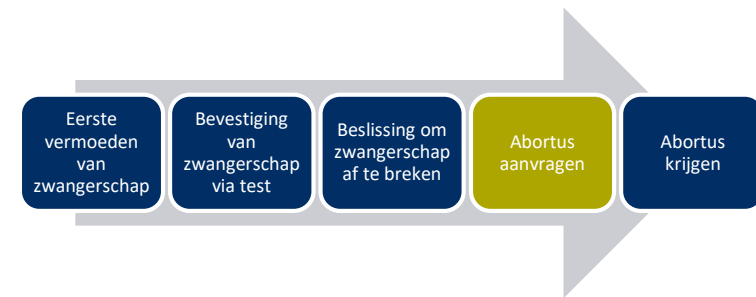 Eerste
vermoeden
van
zwangerschap
Bevestiging
van
zwangerschap
via test
Beslissing om
zwangerschap
af te breken
Abortus
aanvragen
Abortus
krijgen